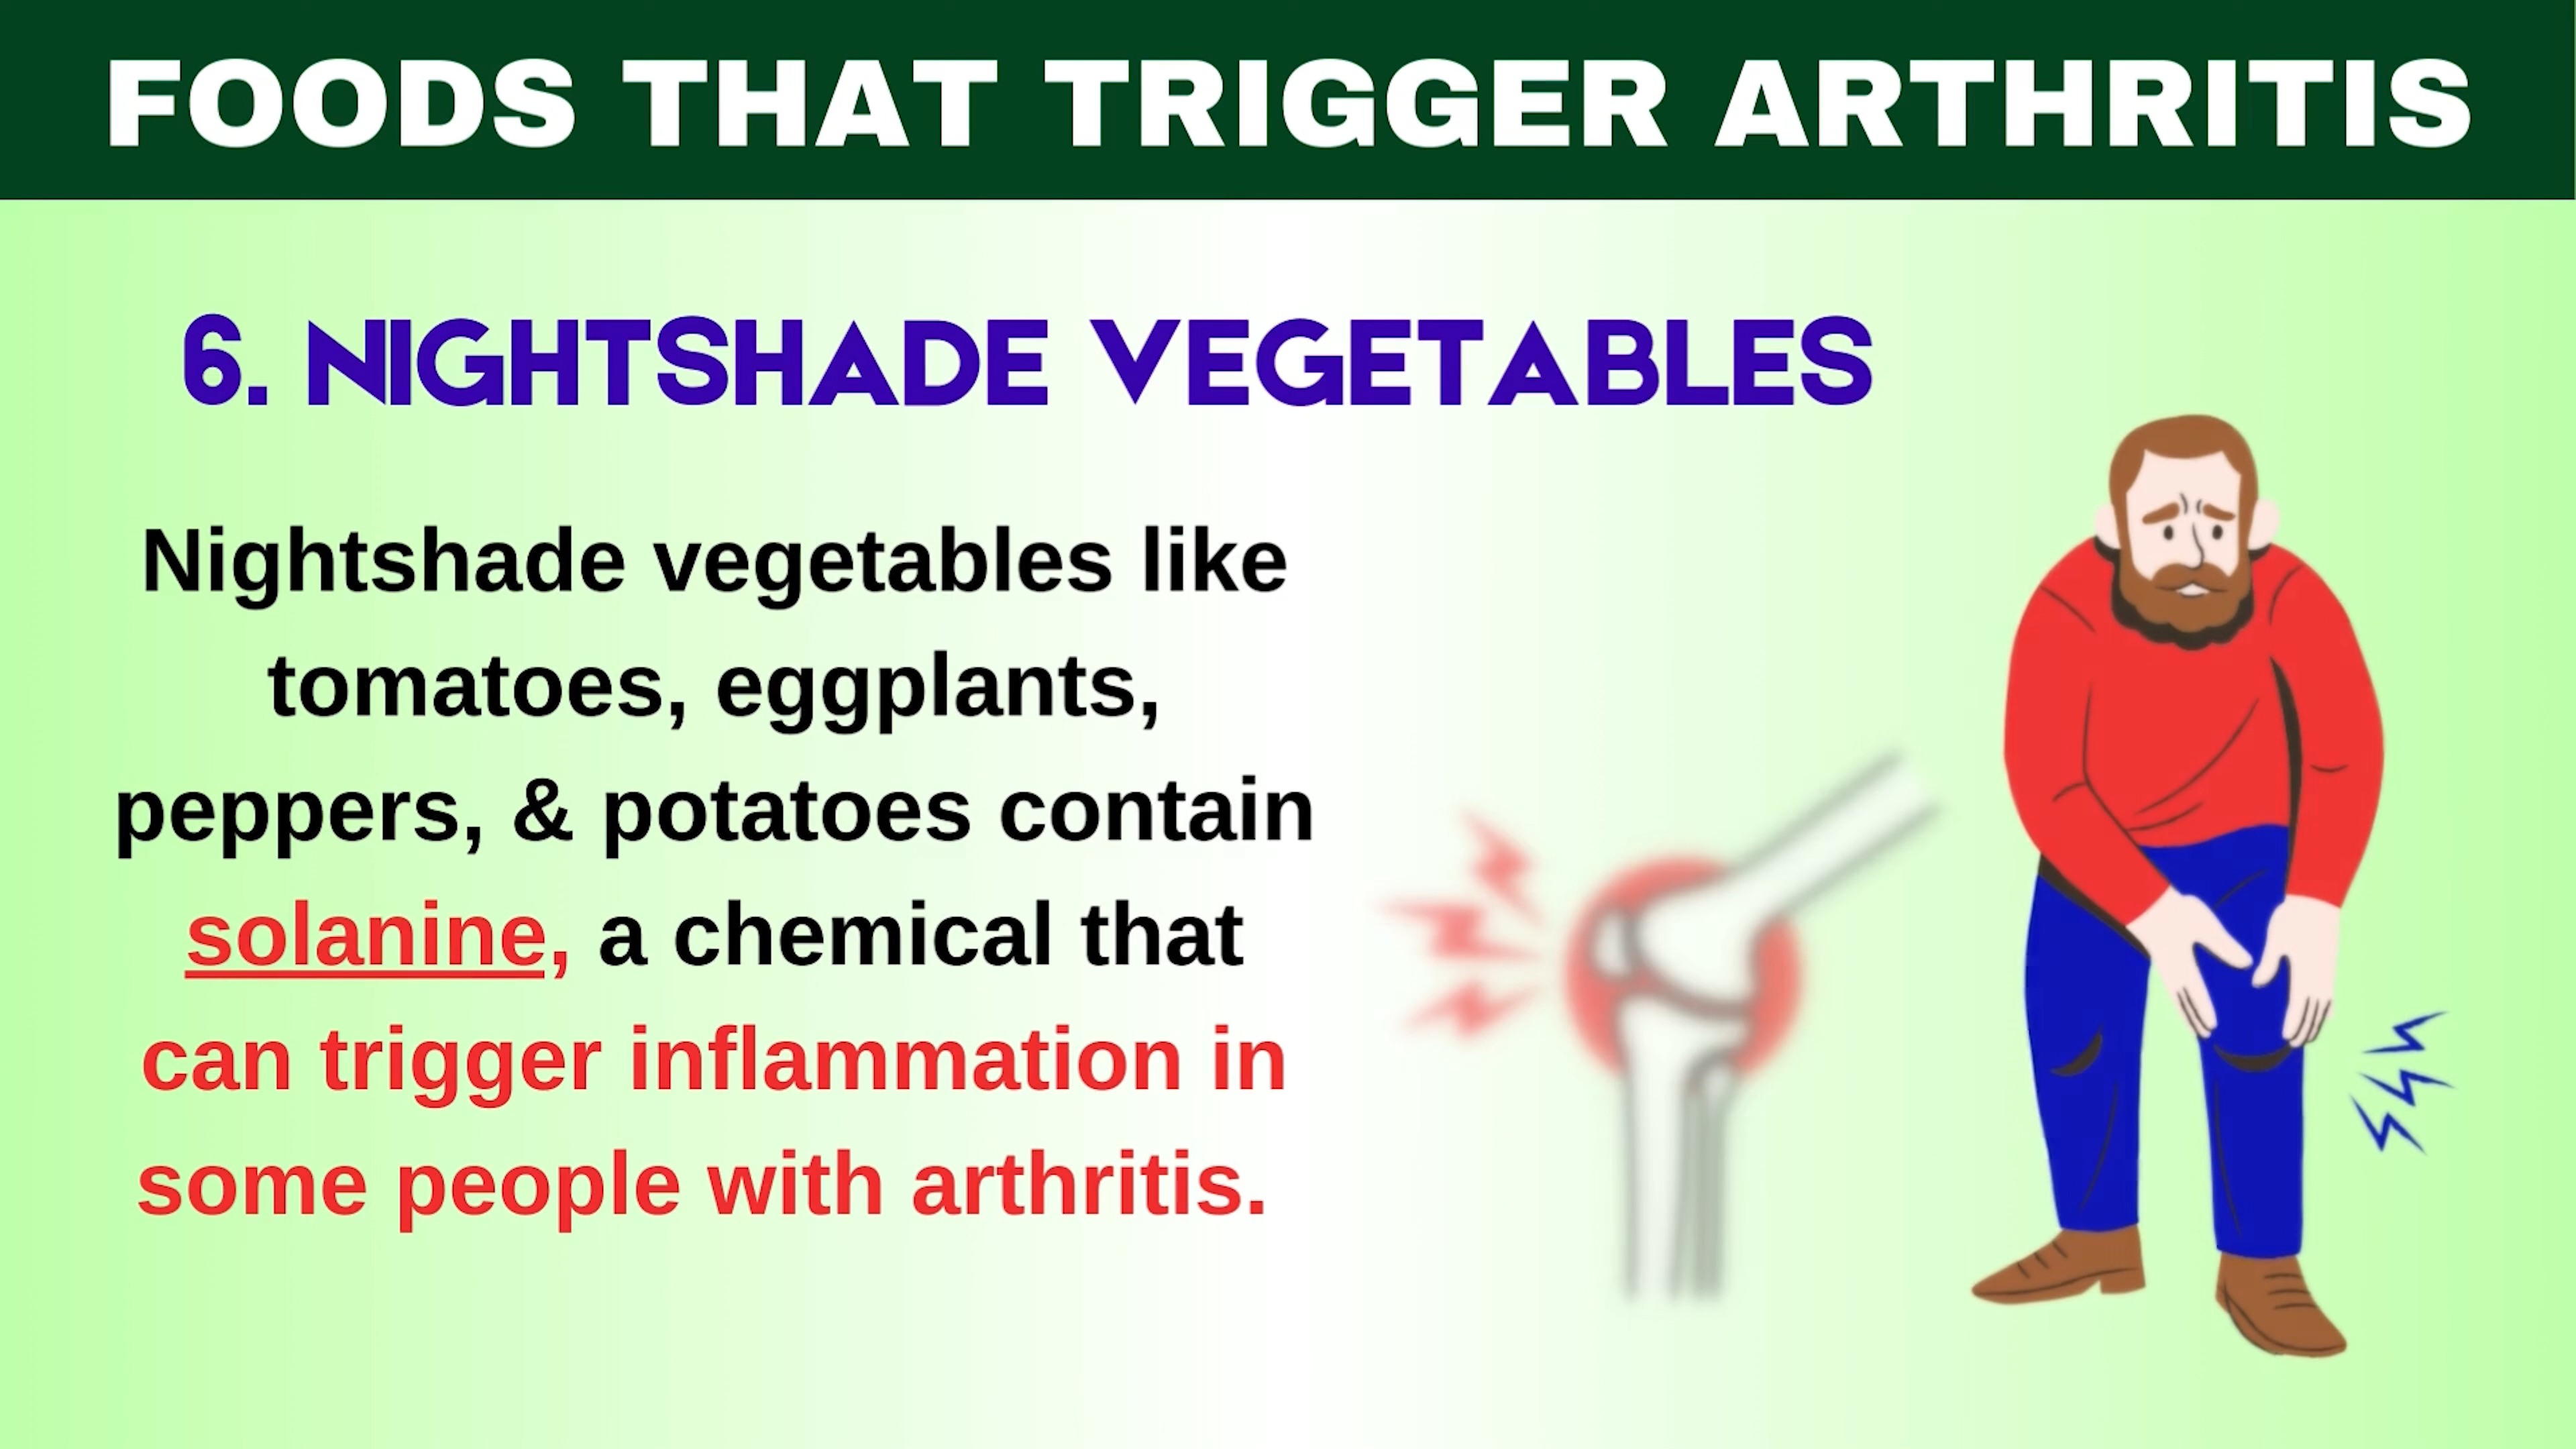 FOODS THAT TRIGGER ARTHRITIS
6. NIGHTSHADE VEGETABLES
Nightshade vegetables like
tomatoes, eggplants,
peppers, & potatoes contain
solanine, a chemical that
can trigger inflammation in
some people with arthritis.